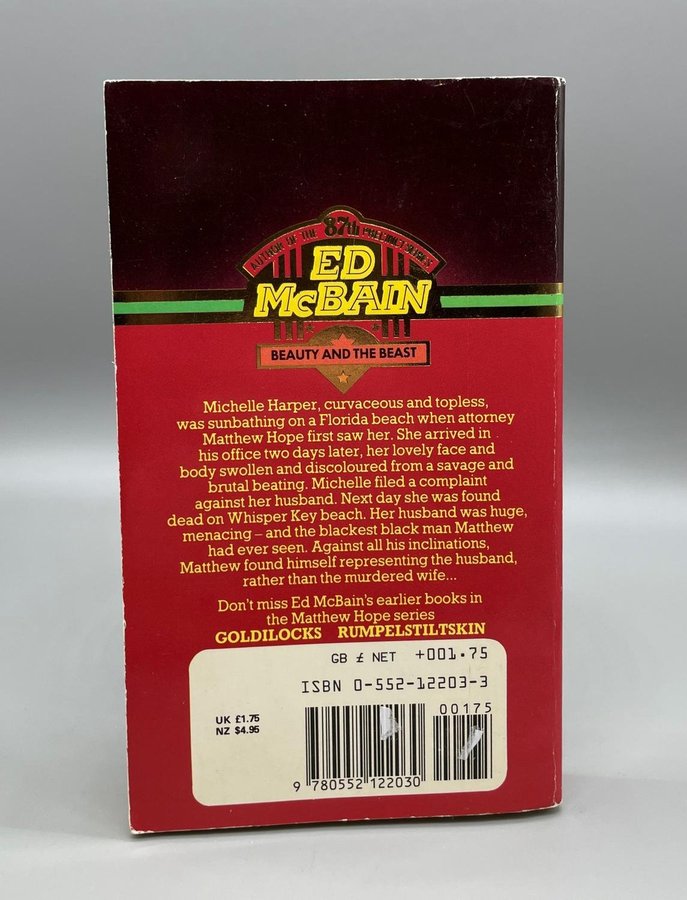 AUTHOR OF THE 87th PRECINCT SERIES
ED
McBAIN
BEAUTY AND THE BEAST
Michelle Harper, curvaceous and topless,
was sunbathing on a Florida beach when attorney
Matthew Hope first saw her. She arrived in
his office two days later, her lovely face and
body swollen and discoloured from a savage and
brutal beating. Michelle filed a complaint
against her husband. Next day she was found
dead on Whisper Key beach. Her husband was huge,
menacing – and the blackest black man Matthew
had ever seen. Against all his inclinations,
Matthew found himself representing the husband,
rather than the murdered wife...
Don't miss Ed McBain's earlier books in
the Matthew Hope series
GOLDILOCKS RUMPELSTILTSKIN
GB £ NET +001.75
ISBN 0-552-12203-3
00175
UK £1.75
NZ $4.95
9 780552 122030